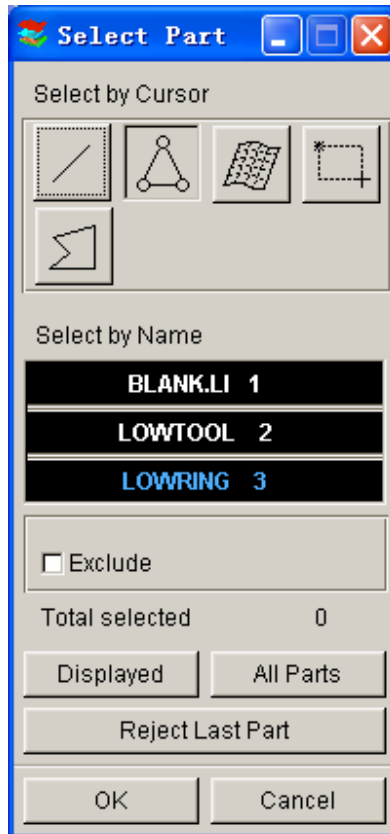 Select Part
Select by Cursor
Select by Name
BLANK.LI 1
LOWTOOL 2
LOWRING 3
Exclude
Total selected 0
Displayed All Parts
Reject Last Part
OK Cancel